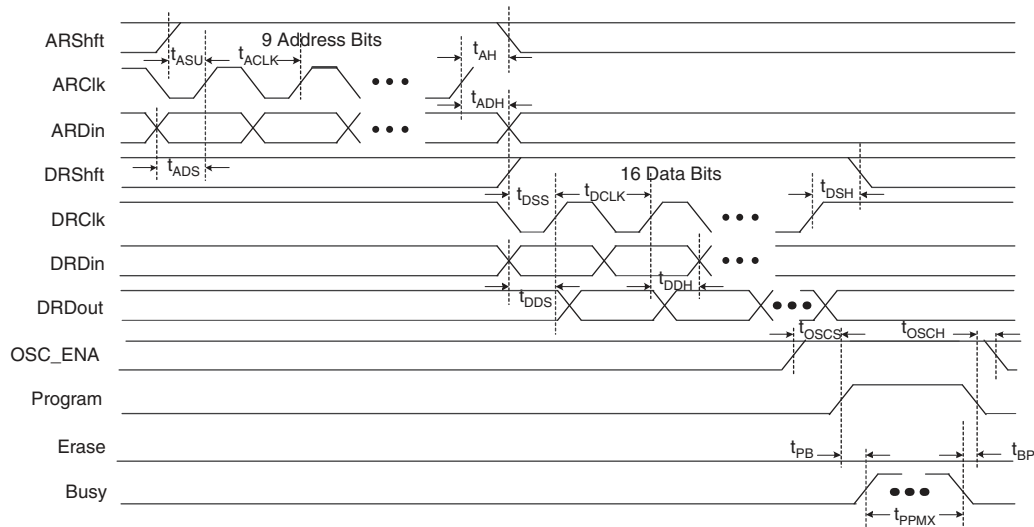 ARShft
9 Address Bits
tASU
tACLK
tAH
ARClk
tADH
ARDin
tADS
DRShft
16 Data Bits
tDSS
tDCLK
tDSH
DRClk
DRDin
tDDS
tDDH
DRDout
tOSCS
tOSCH
OSC_ENA
Program
Erase
tPB
tBP
Busy
tPPMX